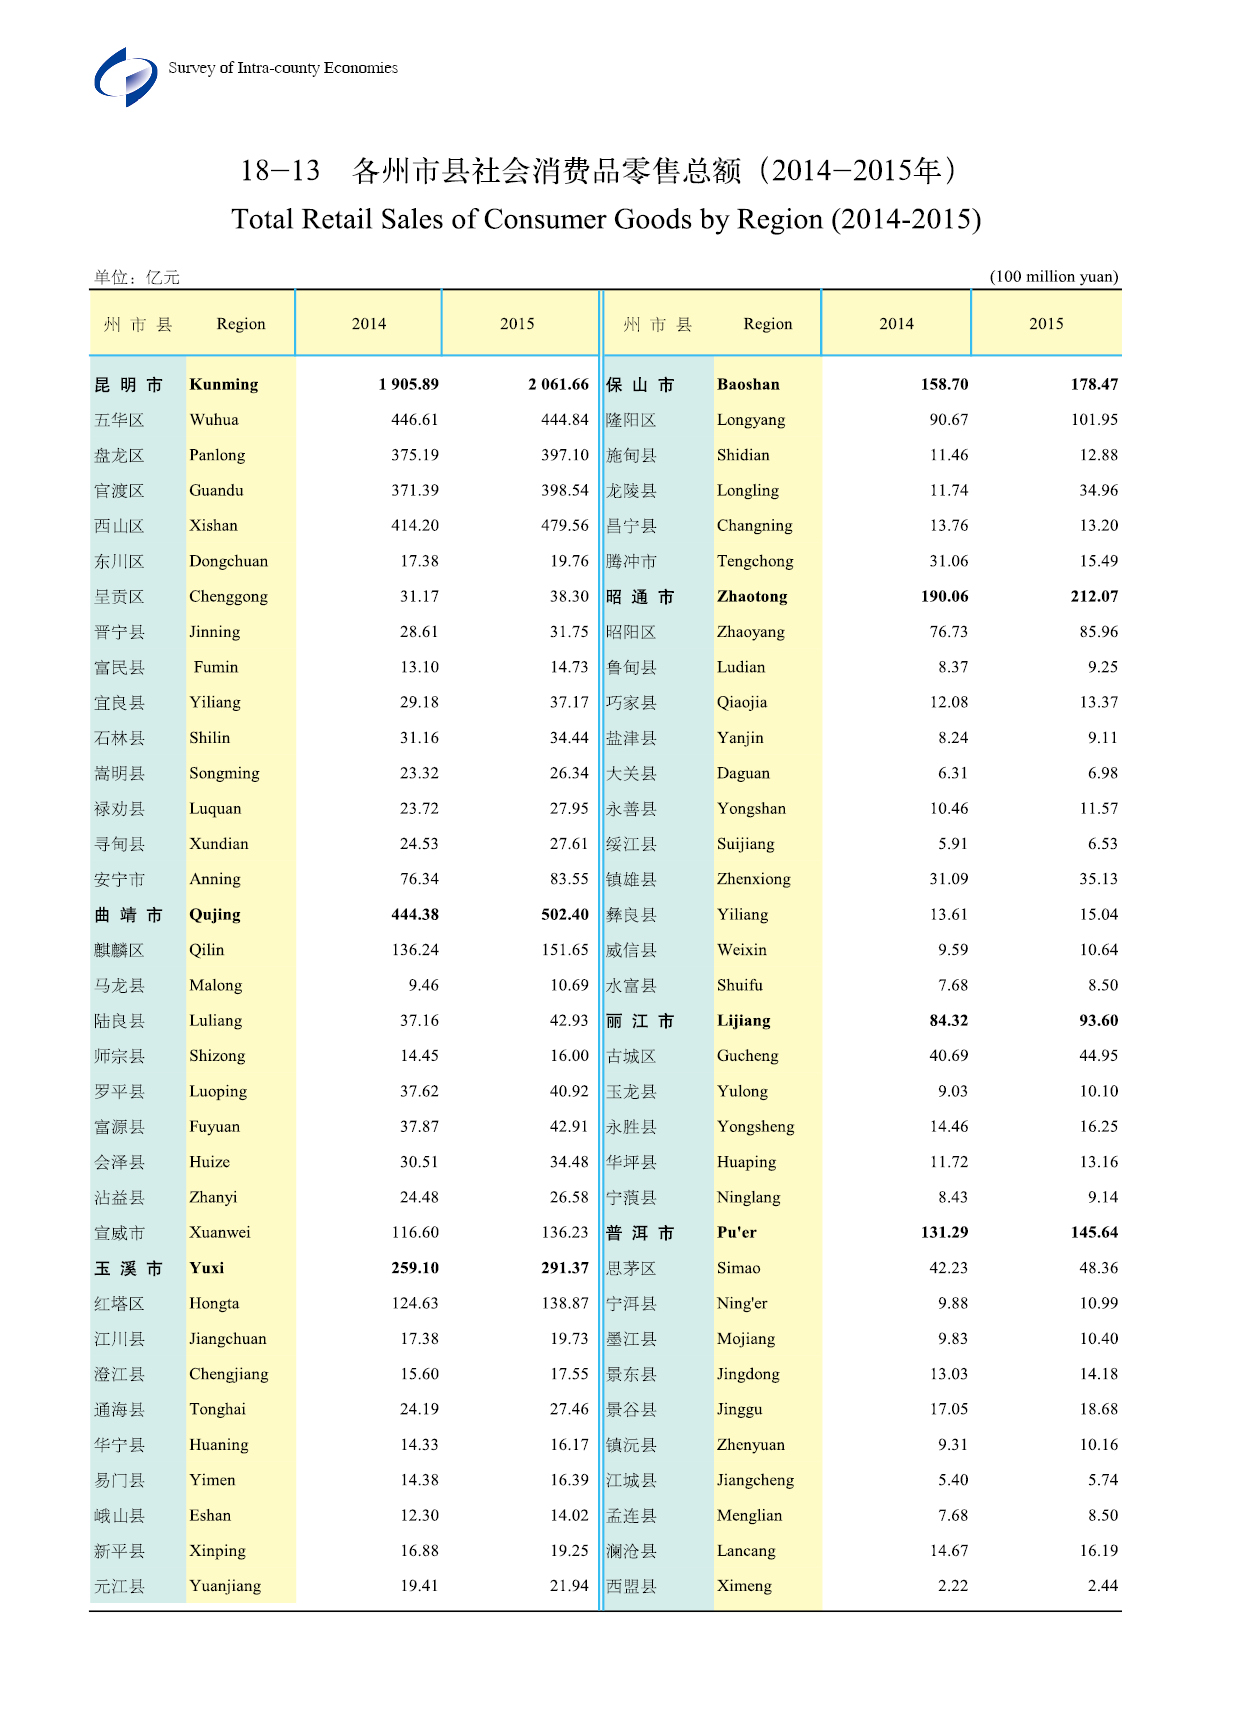 Survey of Intra-county Economies
18－13　各州市县社会消费品零售总额（2014－2015年）
Total Retail Sales of Consumer Goods by Region (2014-2015)
单位：亿元 (100 million yuan)
州 市 县 Region 2014 2015 州 市 县 Region 2014 2015
昆 明 市 Kunming 1 905.89 2 061.66 保 山 市 Baoshan 158.70 178.47
五华区 Wuhua 446.61 444.84 隆阳区 Longyang 90.67 101.95
盘龙区 Panlong 375.19 397.10 施甸县 Shidian 11.46 12.88
官渡区 Guandu 371.39 398.54 龙陵县 Longling 11.74 34.96
西山区 Xishan 414.20 479.56 昌宁县 Changning 13.76 13.20
东川区 Dongchuan 17.38 19.76 腾冲市 Tengchong 31.06 15.49
呈贡区 Chenggong 31.17 38.30 昭 通 市 Zhaotong 190.06 212.07
晋宁县 Jinning 28.61 31.75 昭阳区 Zhaoyang 76.73 85.96
富民县 Fumin 13.10 14.73 鲁甸县 Ludian 8.37 9.25
宜良县 Yiliang 29.18 37.17 巧家县 Qiaojia 12.08 13.37
石林县 Shilin 31.16 34.44 盐津县 Yanjin 8.24 9.11
嵩明县 Songming 23.32 26.34 大关县 Daguan 6.31 6.98
禄劝县 Luquan 23.72 27.95 永善县 Yongshan 10.46 11.57
寻甸县 Xundian 24.53 27.61 绥江县 Suijiang 5.91 6.53
安宁市 Anning 76.34 83.55 镇雄县 Zhenxiong 31.09 35.13
曲 靖 市 Qujing 444.38 502.40 彝良县 Yiliang 13.61 15.04
麒麟区 Qilin 136.24 151.65 威信县 Weixin 9.59 10.64
马龙县 Malong 9.46 10.69 水富县 Shuifu 7.68 8.50
陆良县 Luliang 37.16 42.93 丽 江 市 Lijiang 84.32 93.60
师宗县 Shizong 14.45 16.00 古城区 Gucheng 40.69 44.95
罗平县 Luoping 37.62 40.92 玉龙县 Yulong 9.03 10.10
富源县 Fuyuan 37.87 42.91 永胜县 Yongsheng 14.46 16.25
会泽县 Huize 30.51 34.48 华坪县 Huaping 11.72 13.16
沾益县 Zhanyi 24.48 26.58 宁蒗县 Ninglang 8.43 9.14
宣威市 Xuanwei 116.60 136.23 普 洱 市 Pu'er 131.29 145.64
玉 溪 市 Yuxi 259.10 291.37 思茅区 Simao 42.23 48.36
红塔区 Hongta 124.63 138.87 宁洱县 Ning'er 9.88 10.99
江川县 Jiangchuan 17.38 19.73 墨江县 Mojiang 9.83 10.40
澄江县 Chengjiang 15.60 17.55 景东县 Jingdong 13.03 14.18
通海县 Tonghai 24.19 27.46 景谷县 Jinggu 17.05 18.68
华宁县 Huaning 14.33 16.17 镇沅县 Zhenyuan 9.31 10.16
易门县 Yimen 14.38 16.39 江城县 Jiangcheng 5.40 5.74
峨山县 Eshan 12.30 14.02 孟连县 Menglian 7.68 8.50
新平县 Xinping 16.88 19.25 澜沧县 Lancang 14.67 16.19
元江县 Yuanjiang 19.41 21.94 西盟县 Ximeng 2.22 2.44